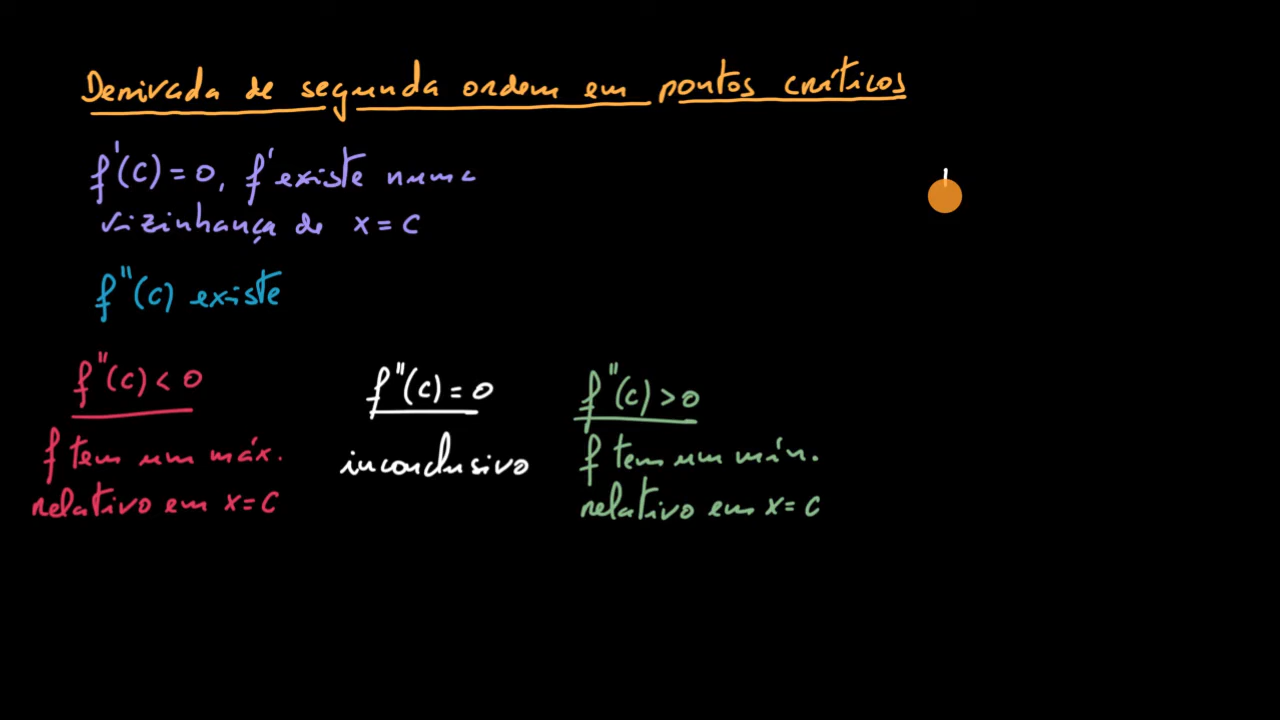 Derivada de segunda ordem em pontos críticos
f'(c) = 0, f' existe numa
vizinhança de x = c
f''(c) existe
f''(c) < 0
f tem um máx.
relativo em x = c
f''(c) = 0
inconclusivo
f''(c) > 0
f tem um mín.
relativo em x = c